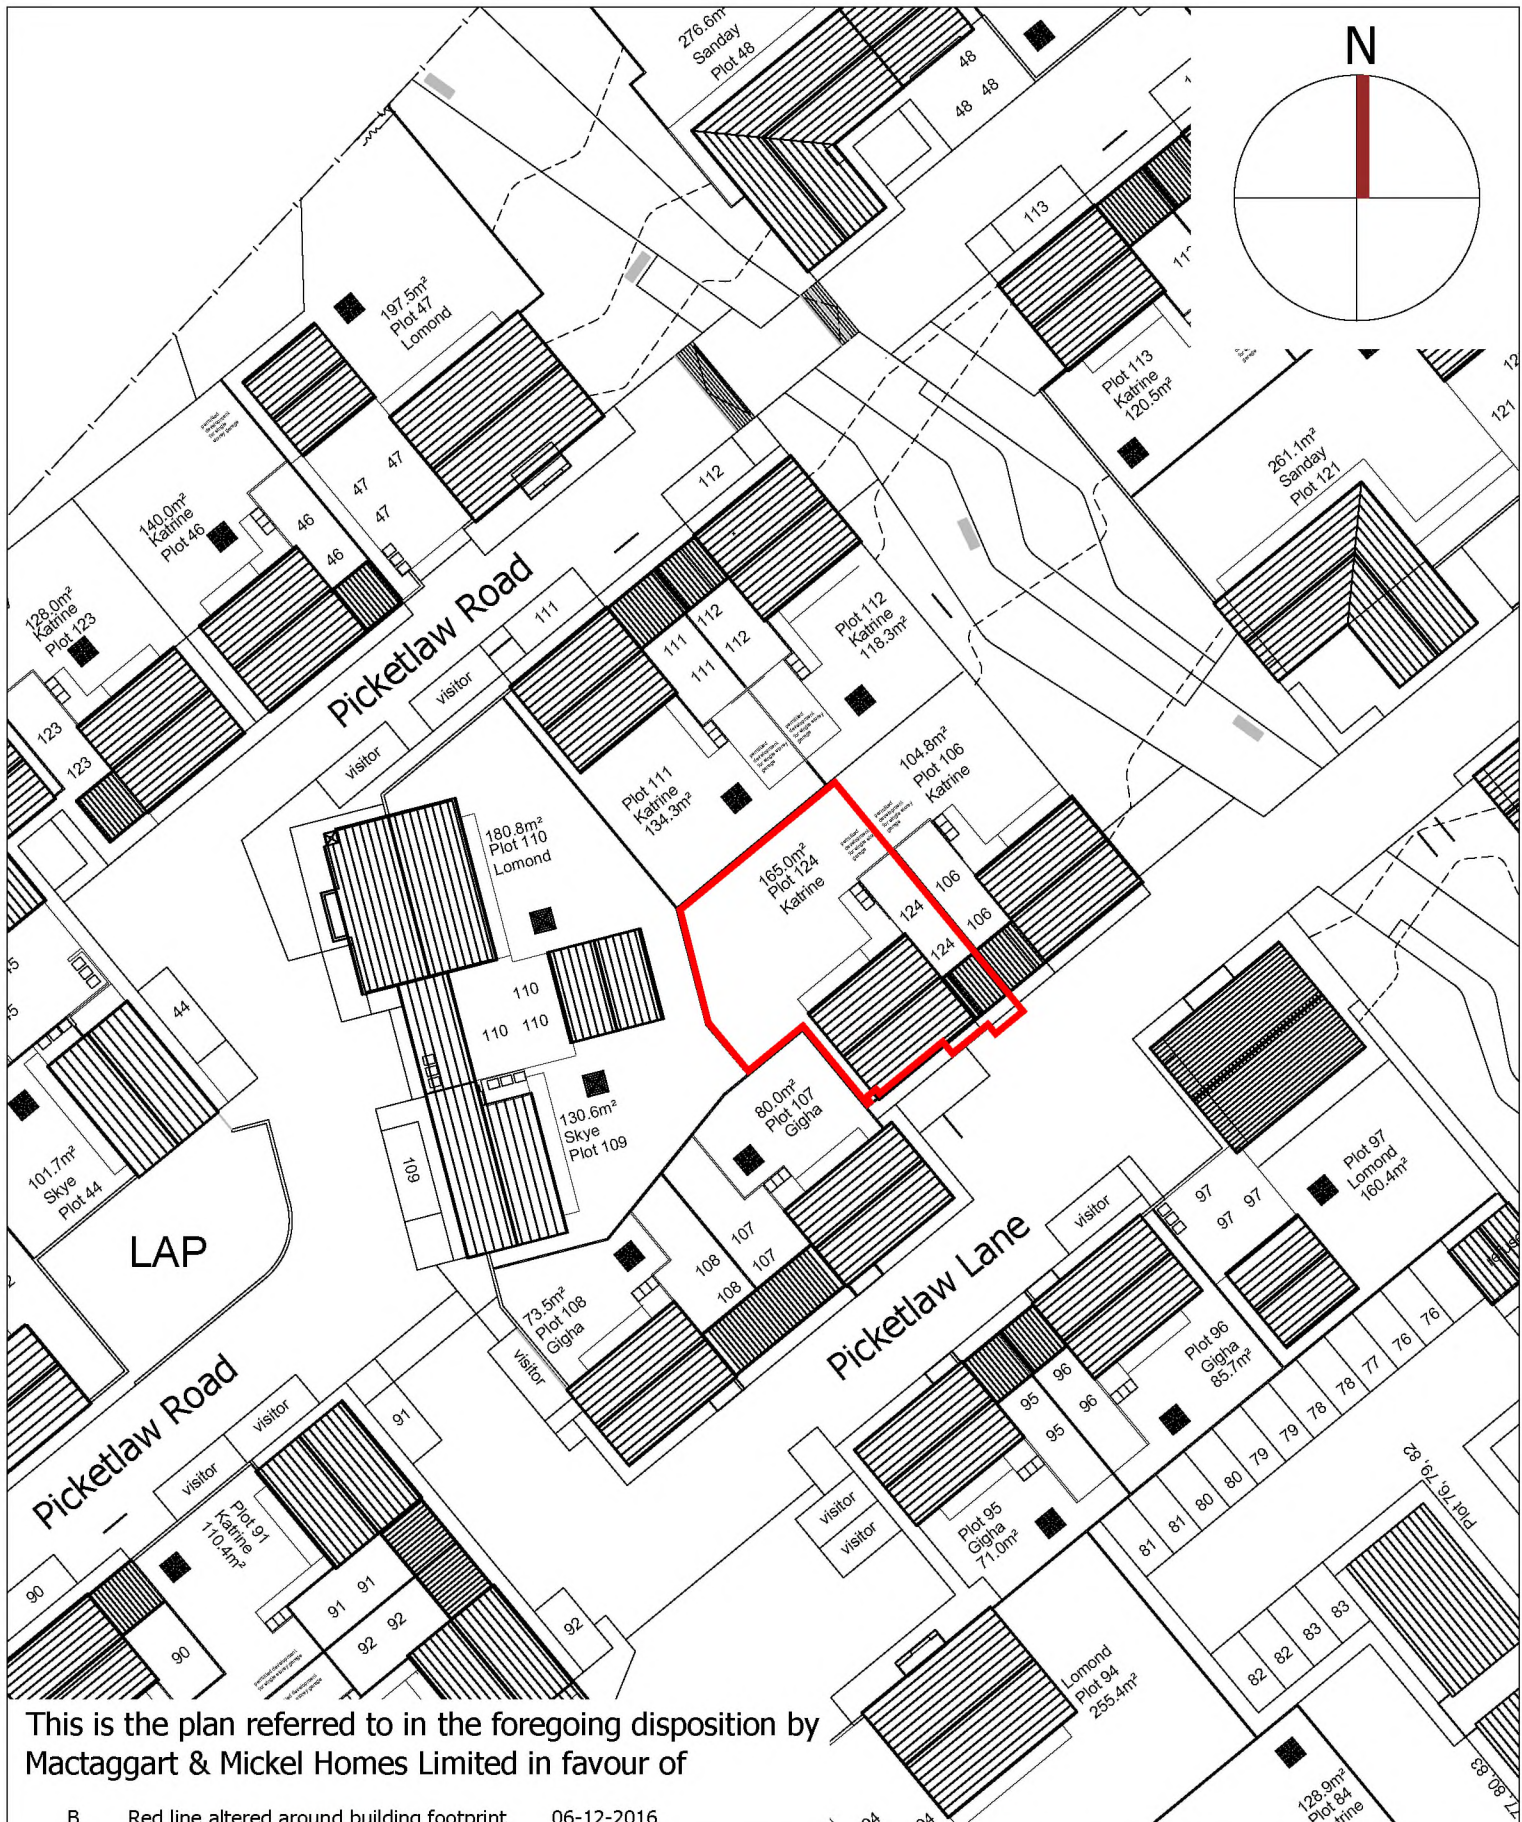 276.6m
Sanday
Plot 48
48
48
48
N
113
197.5m²
Plot 47
Lomond
Plot 113
Katrine
120.5m²
121
261.1m²
Sanday
Plot 121
47
47
47
112
140.0m²
Katrine
Plot 46
46
46
128.0m²
Katrine
Plot 123
123
123
Picketlaw Road
111
112
112
111
111
Plot 112
Katrine
118.3m²
visitor
visitor
Plot 111
Katrine
134.3m²
104.8m²
Plot 106
Katrine
180.8m²
Plot 110
Lomond
165.0m²
Plot 124
Katrine
106
106
124
124
110
110
110
44
80.0m²
Plot 107
Gigha
130.6m²
Skye
Plot 109
109
101.7m²
Skye
Plot 44
LAP
Plot 97
Lomond
160.4m²
97
97
97
visitor
107
107
108
108
Picketlaw Lane
73.5m²
Plot 108
Gigha
visitor
Plot 96
Gigha
85.7m²
96
96
95
95
76
76
77
78
78
79
79
80
80
81
81
Picketlaw Road
visitor
visitor
91
Plot 91
Katrine
110.4m²
91
91
92
92
92
90
90
visitor
visitor
Plot 95
Gigha
71.0m²
Plot 76, 79, 82
83
83
82
82
Lomond
Plot 94
255.4m²
128.9m²
Plot 84
77, 80, 83
This is the plan referred to in the foregoing disposition by
Mactaggart & Mickel Homes Limited in favour of
B Red line altered around building footprint 06-12-2016